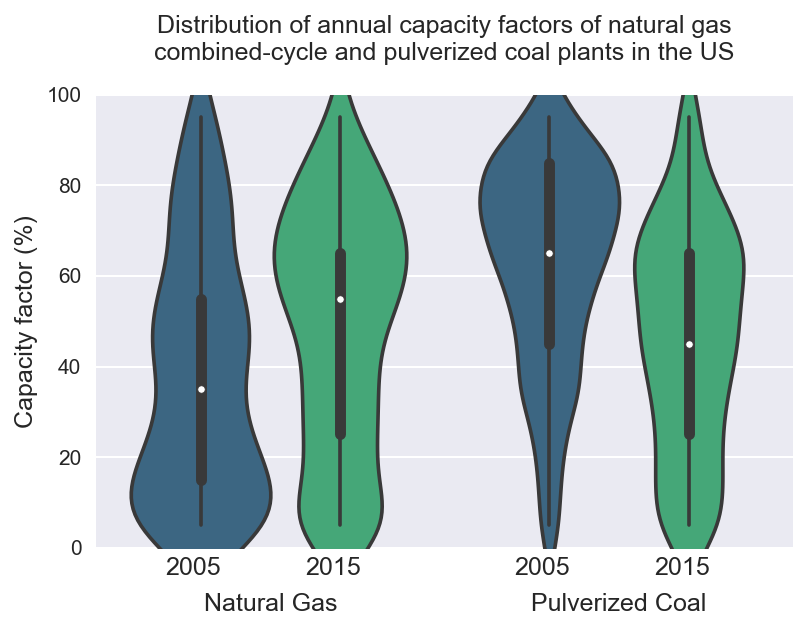 Distribution of annual capacity factors of natural gas
combined-cycle and pulverized coal plants in the US
Capacity factor (%)
100
80
60
40
20
0
2005 2015 2005 2015
Natural Gas Pulverized Coal